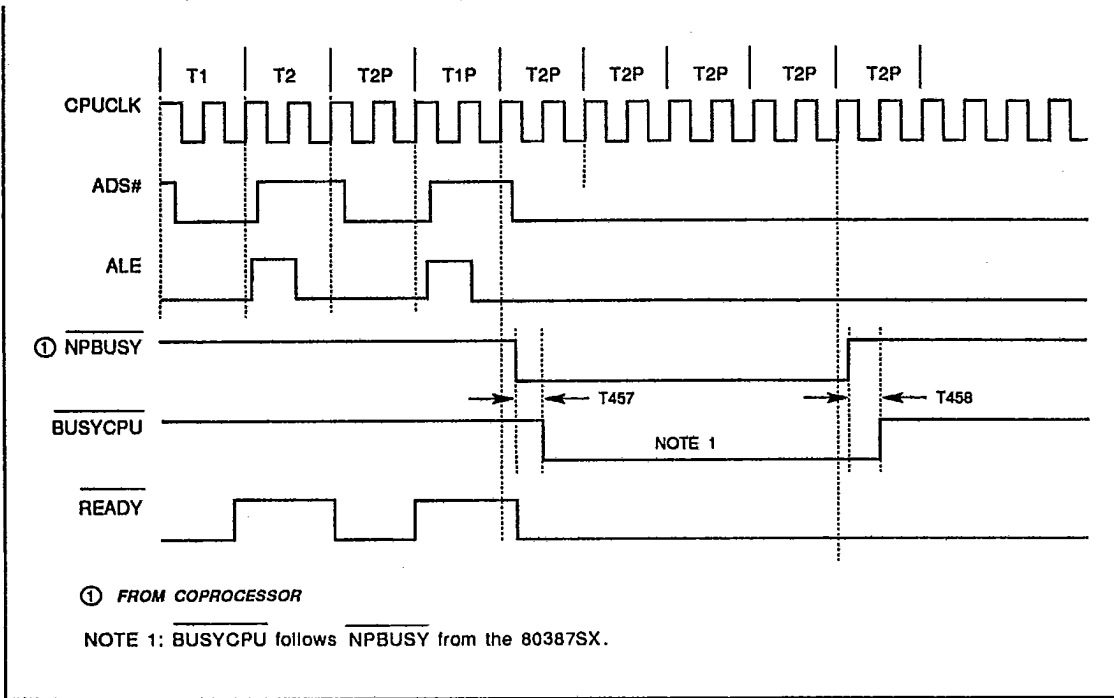 T1 T2 T2P T1P T2P T2P T2P T2P T2P
CPUCLK
ADS#
ALE
① NPBUSY
T457 T458
BUSYCPU
NOTE 1
READY
① FROM COPROCESSOR
NOTE 1: BUSYCPU follows NPBUSY from the 80387SX.